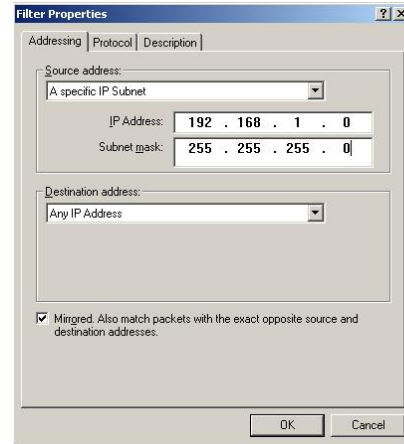 Filter Properties ? X
Addressing Protocol Description
Source address:
A specific IP Subnet
IP Address: 192 . 168 . 1 . 0
Subnet mask: 255 . 255 . 255 . 0
Destination address:
Any IP Address
Mirrored. Also match packets with the exact opposite source and
destination addresses.
OK Cancel